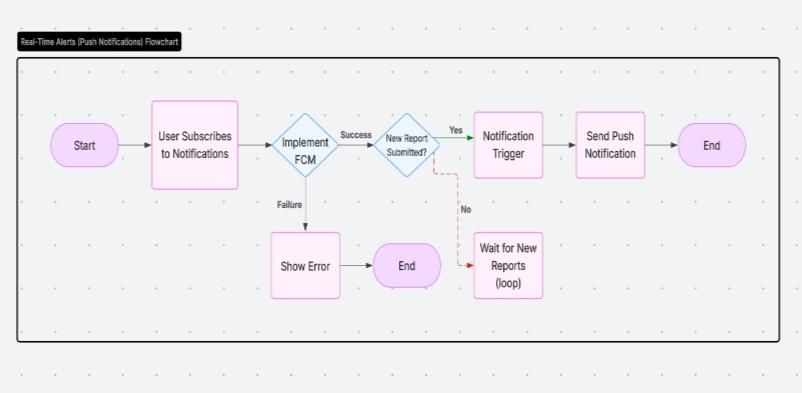 Real-Time Alerts (Push Notifications) Flowchart
Start
User Subscribes
to Notifications
Implement
FCM
Success
New Report
Submitted?
Yes
Notification
Trigger
Send Push
Notification
End
Failure
No
Show Error
End
Wait for New
Reports
(loop)